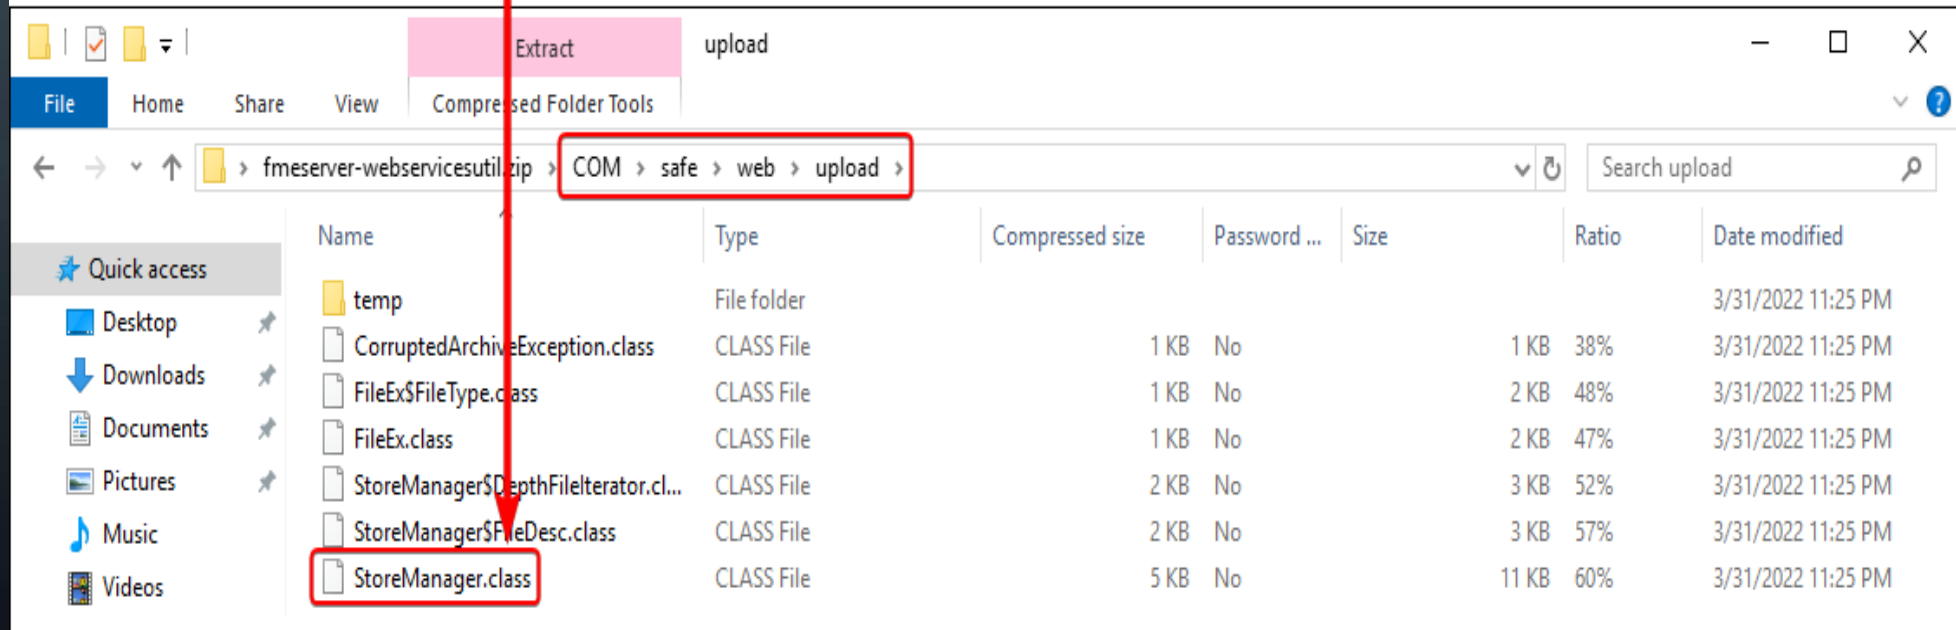 Extract upload
File Home Share View Compressed Folder Tools
fmeserver-webservicesutil.zip COM safe web upload Search upload
Name Type Compressed size Password ... Size Ratio Date modified
Quick access
temp File folder 3/31/2022 11:25 PM
Desktop
CorruptedArchiveException.class CLASS File 1 KB No 1 KB 38% 3/31/2022 11:25 PM
Downloads
FileEx$FileType.class CLASS File 1 KB No 2 KB 48% 3/31/2022 11:25 PM
Documents
FileEx.class CLASS File 1 KB No 2 KB 47% 3/31/2022 11:25 PM
Pictures
StoreManager$DepthFileIterator.cl... CLASS File 2 KB No 3 KB 52% 3/31/2022 11:25 PM
Music
StoreManager$FileDesc.class CLASS File 2 KB No 3 KB 57% 3/31/2022 11:25 PM
Videos
StoreManager.class CLASS File 5 KB No 11 KB 60% 3/31/2022 11:25 PM